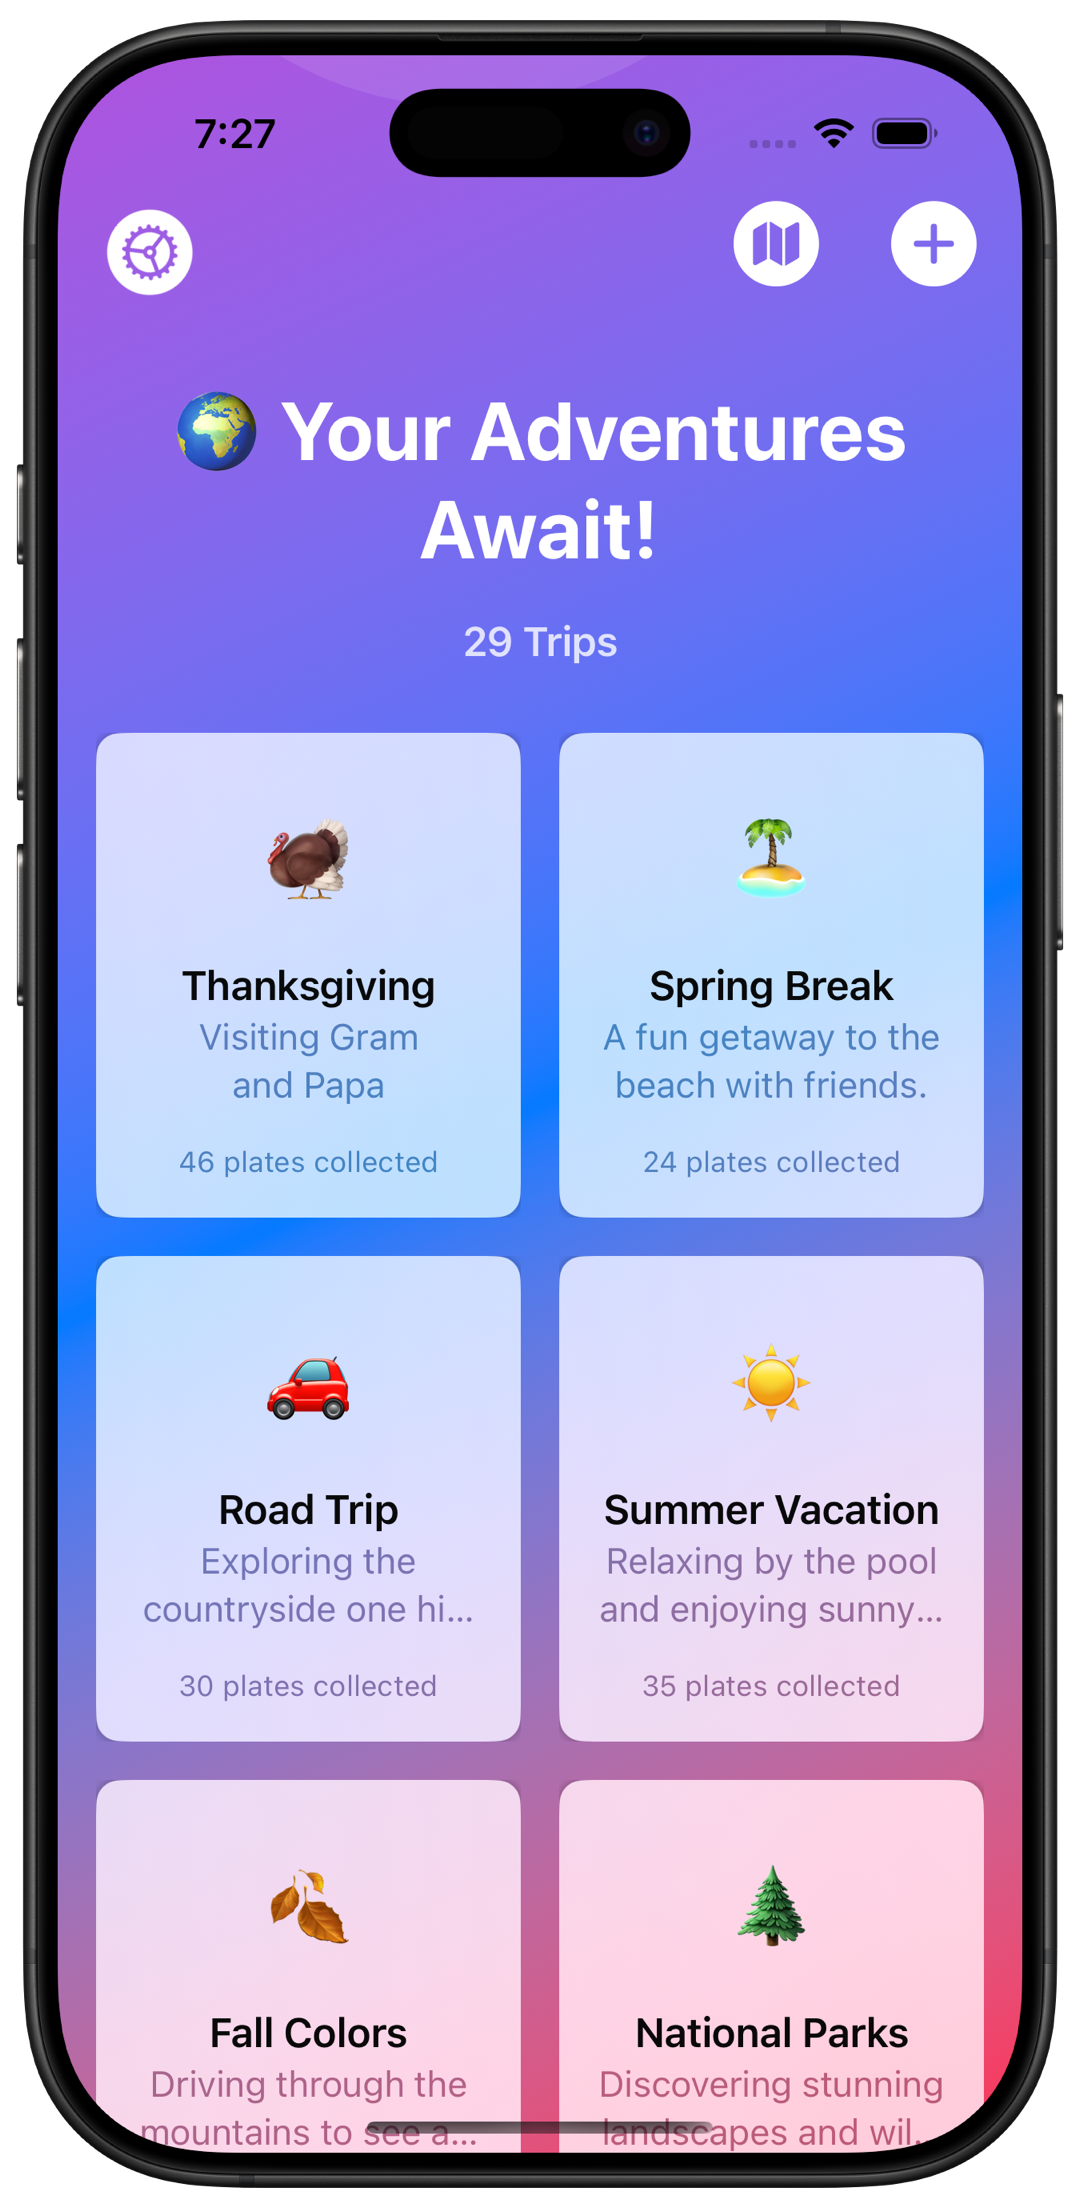 7:27
🌍 Your Adventures
Await!
29 Trips
Thanksgiving
Visiting Gram
and Papa
46 plates collected
Spring Break
A fun getaway to the
beach with friends.
24 plates collected
Road Trip
Exploring the
countryside one hi...
30 plates collected
Summer Vacation
Relaxing by the pool
and enjoying sunny...
35 plates collected
Fall Colors
Driving through the
mountains to see a...
National Parks
Discovering stunning
landscapes and wil...